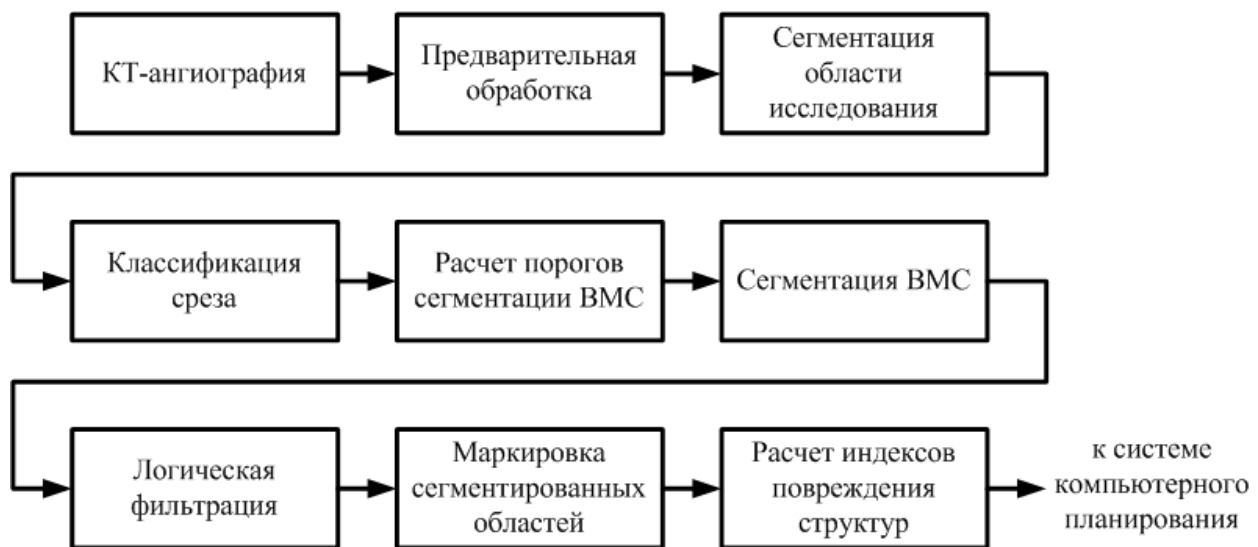 КТ-ангиография
Предварительная
обработка
Сегментация
области
исследования
Классификация
среза
Расчет порогов
сегментации ВМС
Сегментация ВМС
Логическая
фильтрация
Маркировка
сегментированных
областей
Расчет индексов
повреждения
структур
к системе
компьютерного
планирования